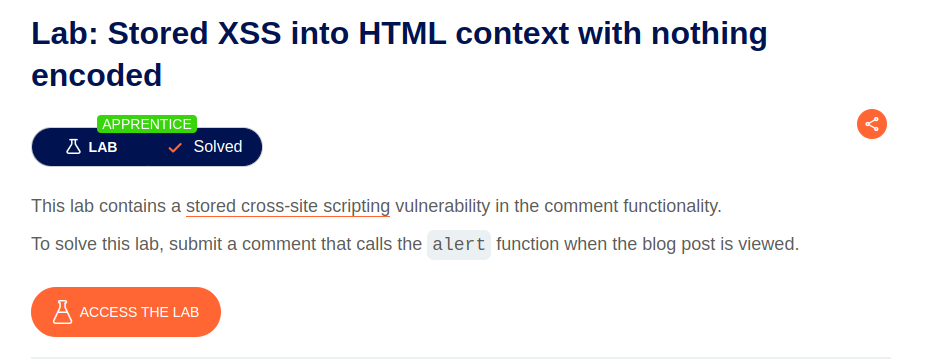 Lab: Stored XSS into HTML context with nothing
encoded
APPRENTICE
LAB Solved
This lab contains a stored cross-site scripting vulnerability in the comment functionality.
To solve this lab, submit a comment that calls the alert function when the blog post is viewed.
ACCESS THE LAB